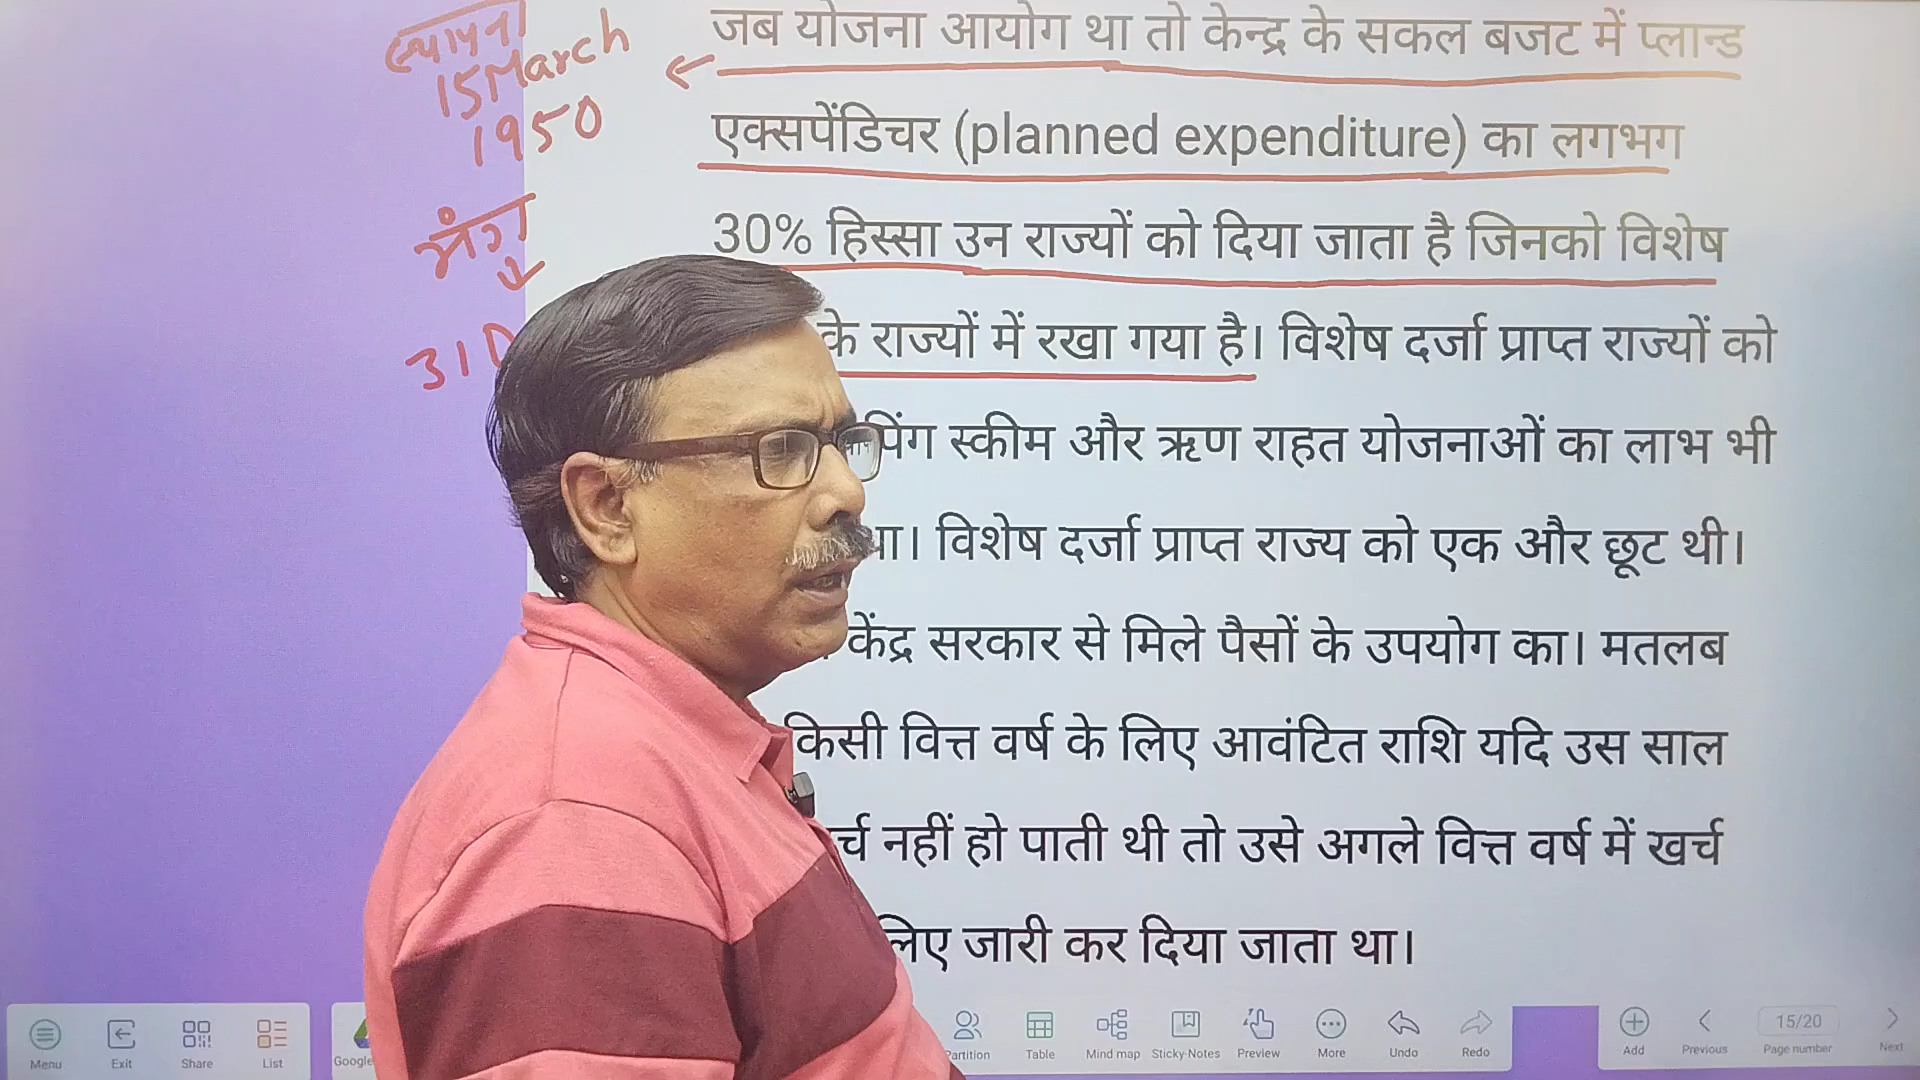 स्थापना
15 March
1950
भंग
31 D
जब योजना आयोग था तो केन्द्र के सकल बजट में प्लान्ड
एक्सपेंडिचर (planned expenditure) का लगभग
30% हिस्सा उन राज्यों को दिया जाता है जिनको विशेष
के राज्यों में रखा गया है। विशेष दर्जा प्राप्त राज्यों को
स्कीम और ऋण राहत योजनाओं का लाभ भी
विशेष दर्जा प्राप्त राज्य को एक और छूट थी।
केंद्र सरकार से मिले पैसों के उपयोग का। मतलब
किसी वित्त वर्ष के लिए आवंटित राशि यदि उस साल
नहीं हो पाती थी तो उसे अगले वित्त वर्ष में खर्च
लिए जारी कर दिया जाता था।
Menu Exit Share List Google Partition Table Mind map Sticky-Notes Preview More Undo Redo Add Previous 15/20 Page number Next